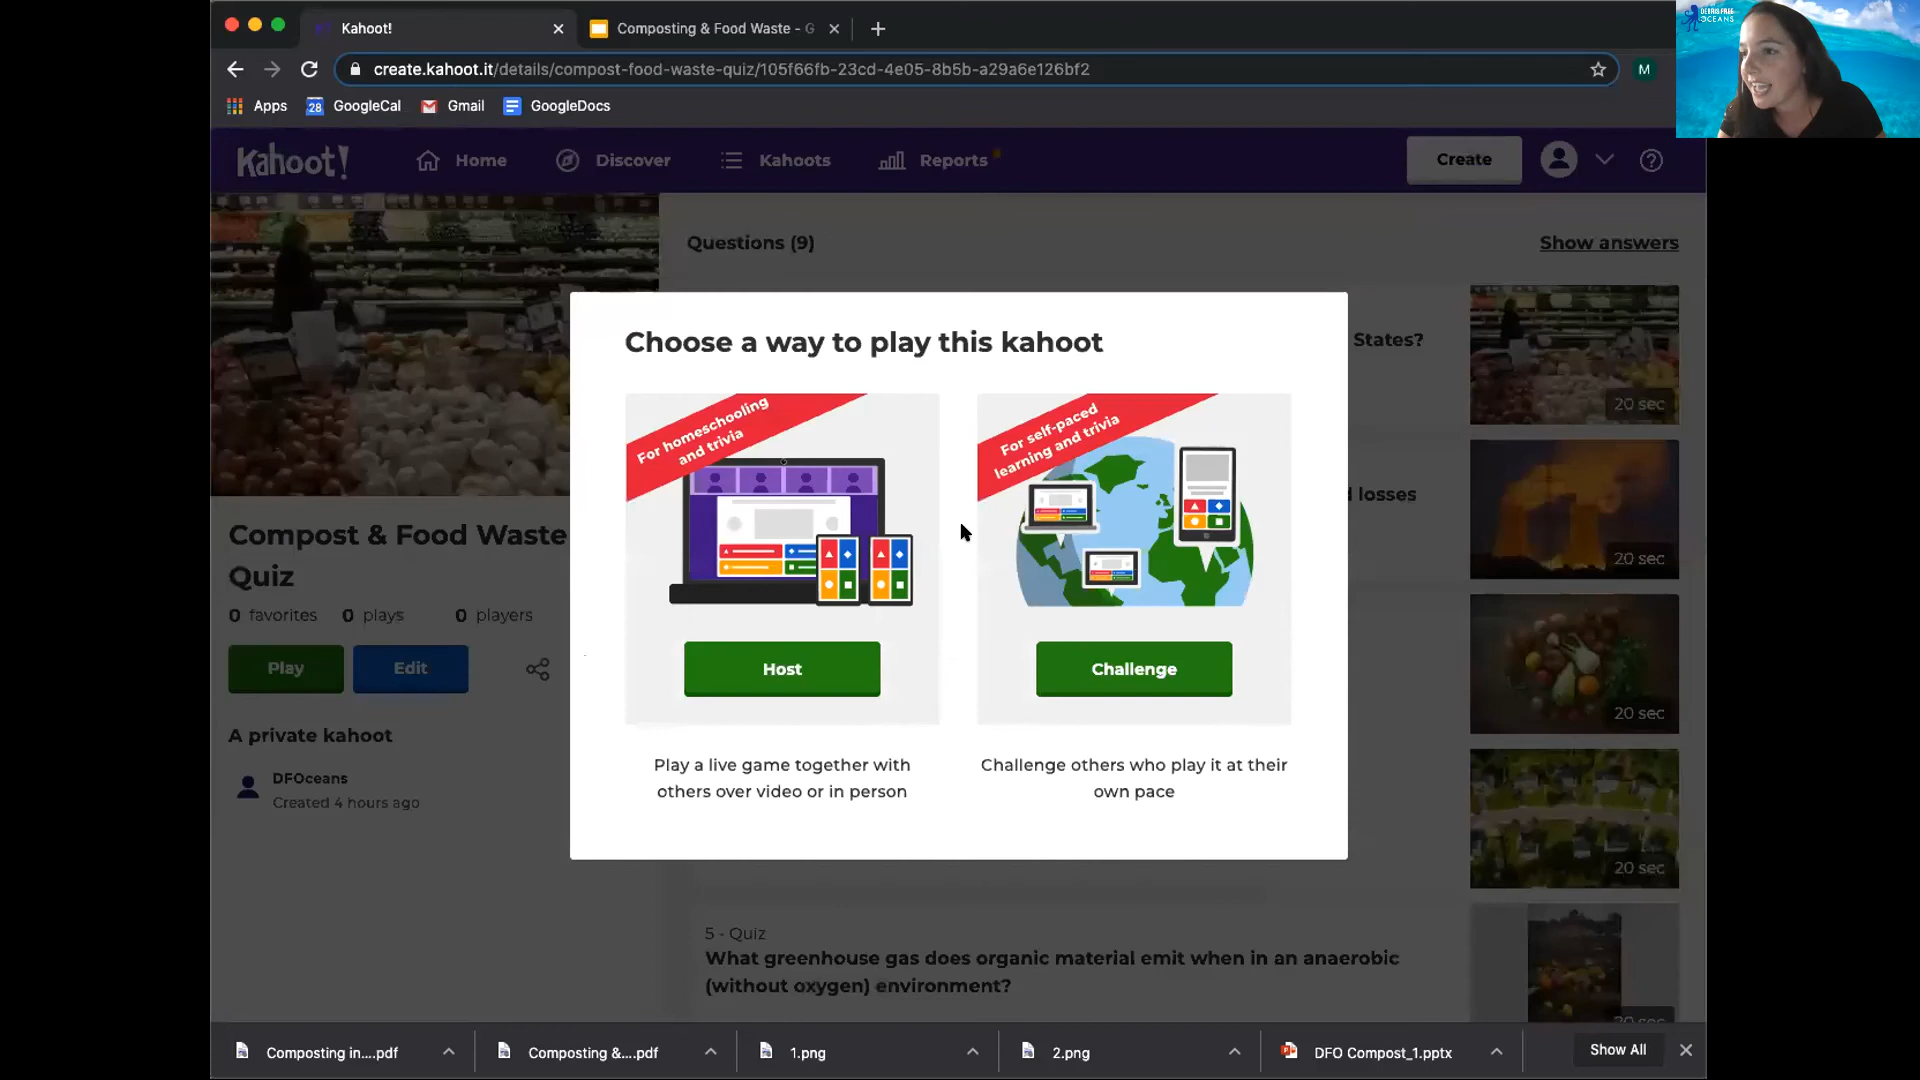 Kahoot!
Composting & Food Waste - G
create.kahoot.it/details/compost-food-waste-quiz/105f66fb-23cd-4e05-8b5b-a29a6e126bf2
M
Apps
28
GoogleCal
Gmail
GoogleDocs
DEBRIS FREE
OCEANS
Kahoot!
Home
Discover
Kahoots
Reports
Create
Questions (9)
Show answers
Choose a way to play this kahoot
States?
20 sec
For homeschooling
and trivia
For self-paced
learning and trivia
d losses
20 sec
Compost & Food Waste
Quiz
0 favorites 0 plays 0 players
Play
Edit
Host
Challenge
20 sec
A private kahoot
DFOceans
Created 4 hours ago
Play a live game together with
others over video or in person
Challenge others who play it at their
own pace
20 sec
5 - Quiz
What greenhouse gas does organic material emit when in an anaerobic
(without oxygen) environment?
20 sec
Composting in....pdf
Composting &....pdf
1.png
2.png
DFO Compost_1.pptx
Show All